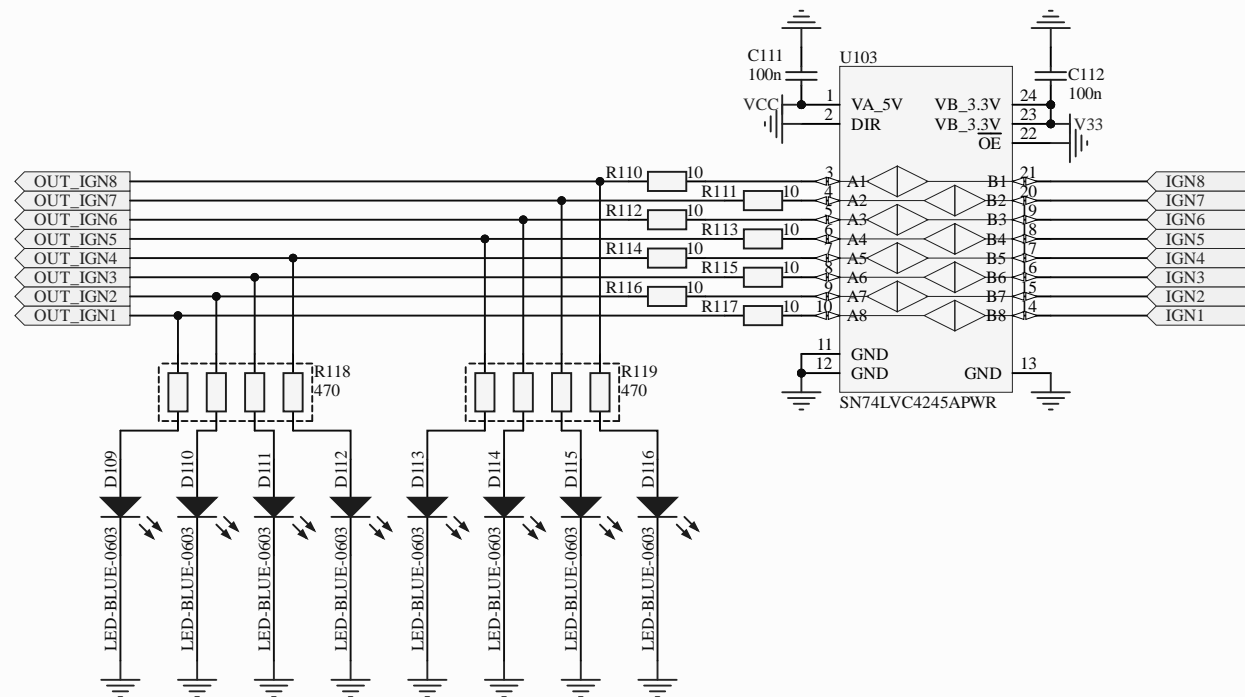 C111
100n
U103
C112
100n
VCC
1
VA_5V
VB_3.3V
24
2
DIR
VB_3.3V
23
V33
OE
22
OUT_IGN8
R110
10
3
A1
B1
21
IGN8
OUT_IGN7
R111
10
4
A2
B2
20
IGN7
OUT_IGN6
R112
10
5
A3
B3
9
IGN6
OUT_IGN5
R113
10
6
A4
B4
8
IGN5
OUT_IGN4
R114
10
7
A5
B5
7
IGN4
OUT_IGN3
R115
10
8
A6
B6
6
IGN3
OUT_IGN2
R116
10
9
A7
B7
5
IGN2
OUT_IGN1
R117
10
10
A8
B8
4
IGN1
11
GND
12
GND
GND
13
SN74LVC4245APWR
R118
470
R119
470
D109
D110
D111
D112
D113
D114
D115
D116
LED-BLUE-0603
LED-BLUE-0603
LED-BLUE-0603
LED-BLUE-0603
LED-BLUE-0603
LED-BLUE-0603
LED-BLUE-0603
LED-BLUE-0603